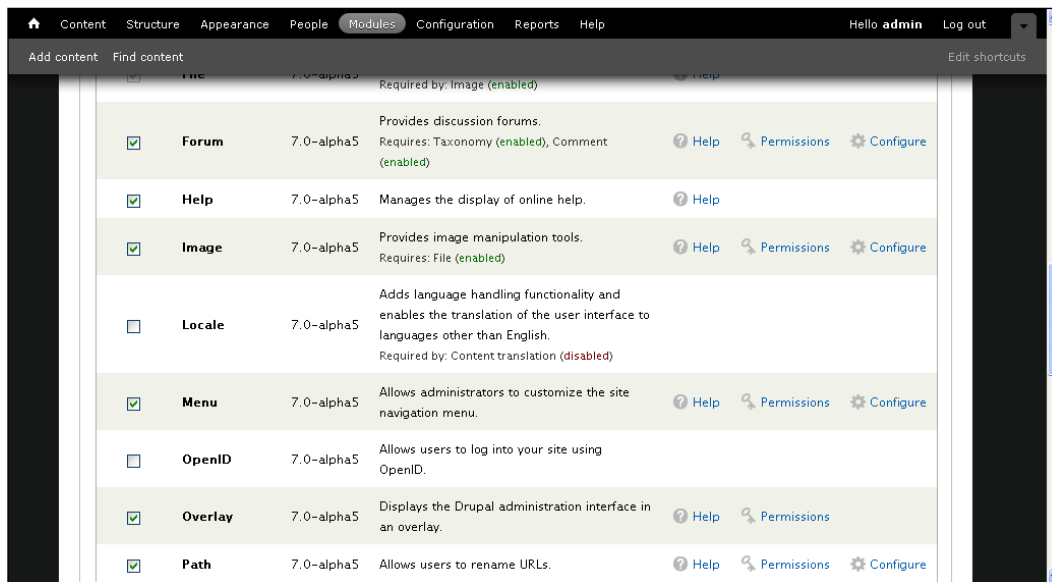 Content Structure Appearance People Modules Configuration Reports Help Hello admin Log out
Add content Find content Edit shortcuts
File 7.0-alpha5 Help
Required by: Image (enabled)
Provides discussion forums.
Forum 7.0-alpha5 Requires: Taxonomy (enabled), Comment Help Permissions Configure
(enabled)
Help 7.0-alpha5 Manages the display of online help. Help
Provides image manipulation tools.
Image 7.0-alpha5 Help Permissions Configure
Requires: File (enabled)
Adds language handling functionality and
enables the translation of the user interface to
Locale 7.0-alpha5
languages other than English.
Required by: Content translation (disabled)
Allows administrators to customize the site
Menu 7.0-alpha5 Help Permissions Configure
navigation menu.
Allows users to log into your site using
OpenID 7.0-alpha5
OpenID.
Displays the Drupal administration interface in
Overlay 7.0-alpha5 Help Permissions
an overlay.
Path 7.0-alpha5 Allows users to rename URLs. Help Permissions Configure